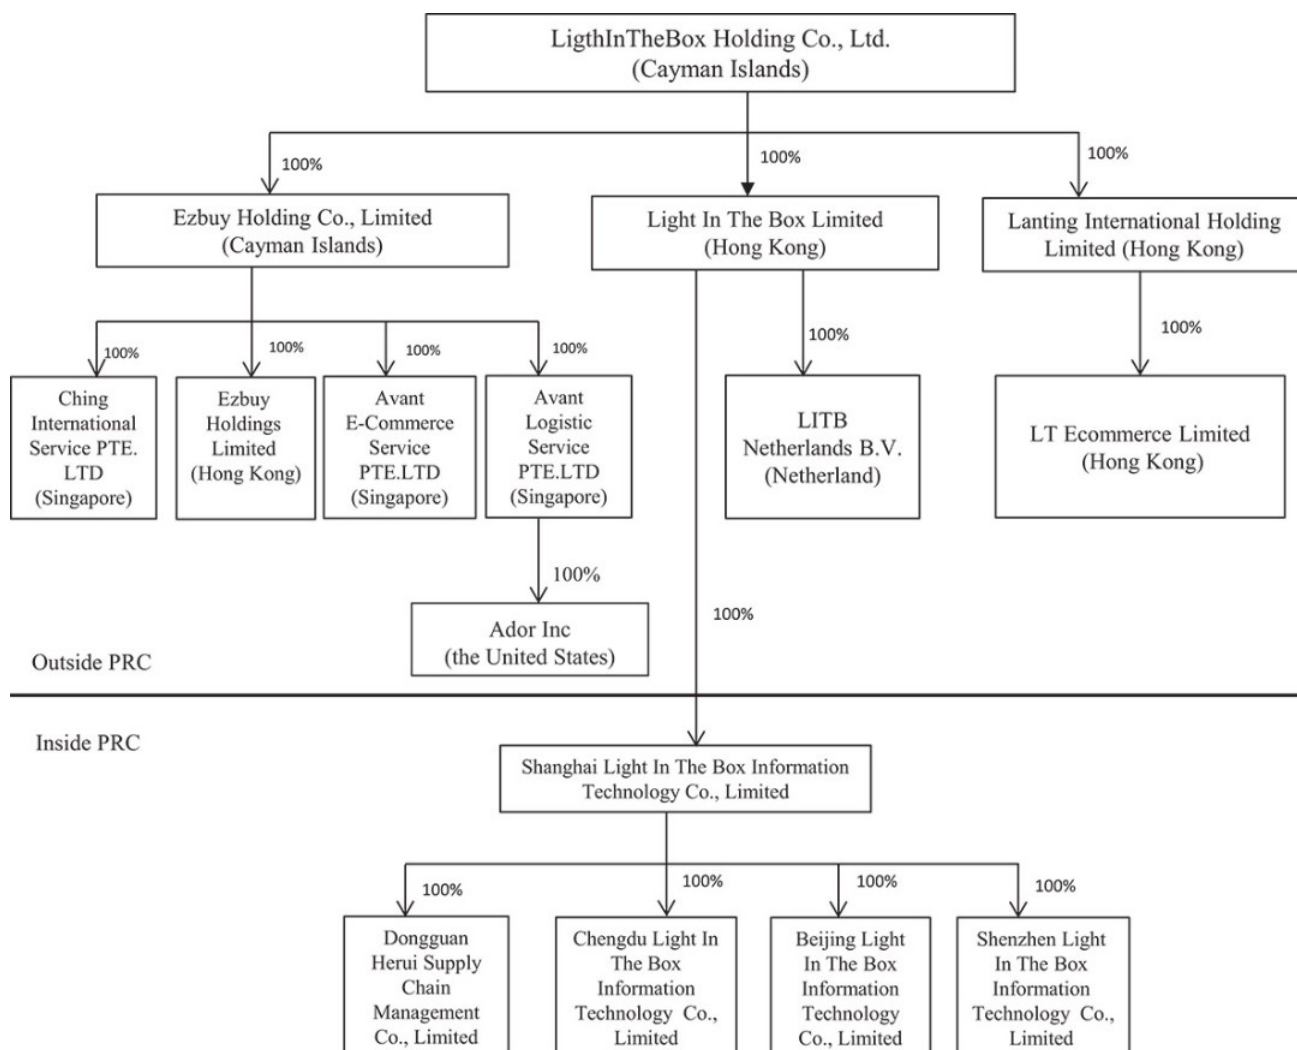 LigthInTheBox Holding Co., Ltd.
(Cayman Islands)
100%
100%
100%
Ezbuy Holding Co., Limited
(Cayman Islands)
Light In The Box Limited
(Hong Kong)
Lanting International Holding
Limited (Hong Kong)
100%
100%
100%
100%
100%
100%
Ching
International
Service PTE.
LTD
(Singapore)
Ezbuy
Holdings
Limited
(Hong Kong)
Avant
E-Commerce
Service
PTE.LTD
(Singapore)
Avant
Logistic
Service
PTE.LTD
(Singapore)
LITB
Netherlands B.V.
(Netherland)
LT Ecommerce Limited
(Hong Kong)
100%
100%
Ador Inc
(the United States)
Outside PRC
Inside PRC
Shanghai Light In The Box Information
Technology Co., Limited
100%
100%
100%
100%
Dongguan
Herui Supply
Chain
Management
Co., Limited
Chengdu Light In
The Box
Information
Technology Co.,
Limited
Beijing Light
In The Box
Information
Technology
Co., Limited
Shenzhen Light
In The Box
Information
Technology Co.,
Limited